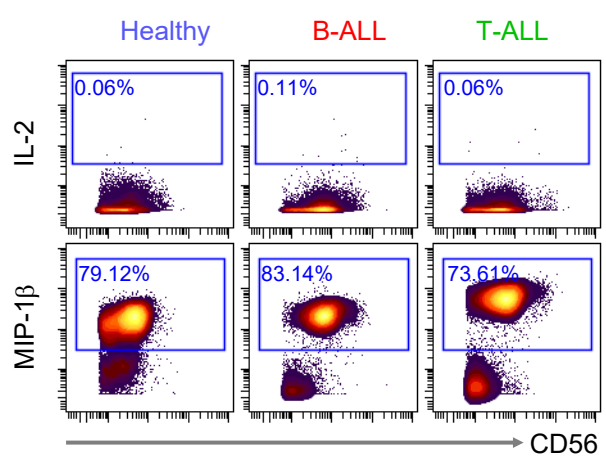 Healthy B-ALL T-ALL
IL-2
0.06% 0.11% 0.06%
MIP-1β
79.12% 83.14% 73.61%
CD56